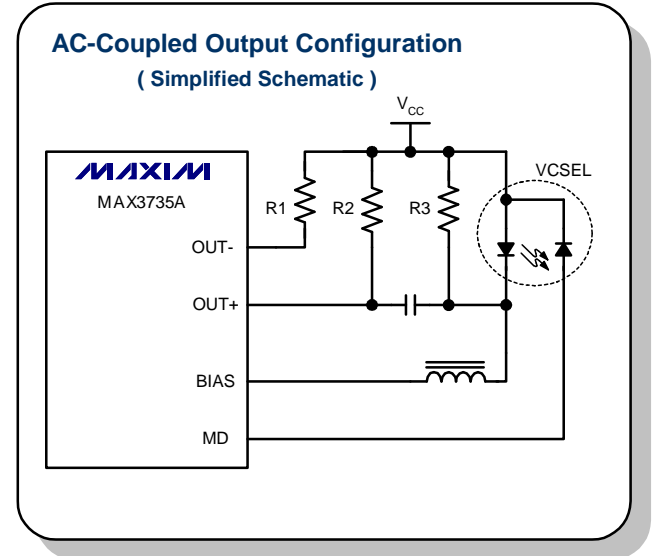 AC-Coupled Output Configuration
( Simplified Schematic )
VCC
MAXIM
VCSEL
MAX3735A
R1
R2
R3
OUT-
OUT+
BIAS
MD